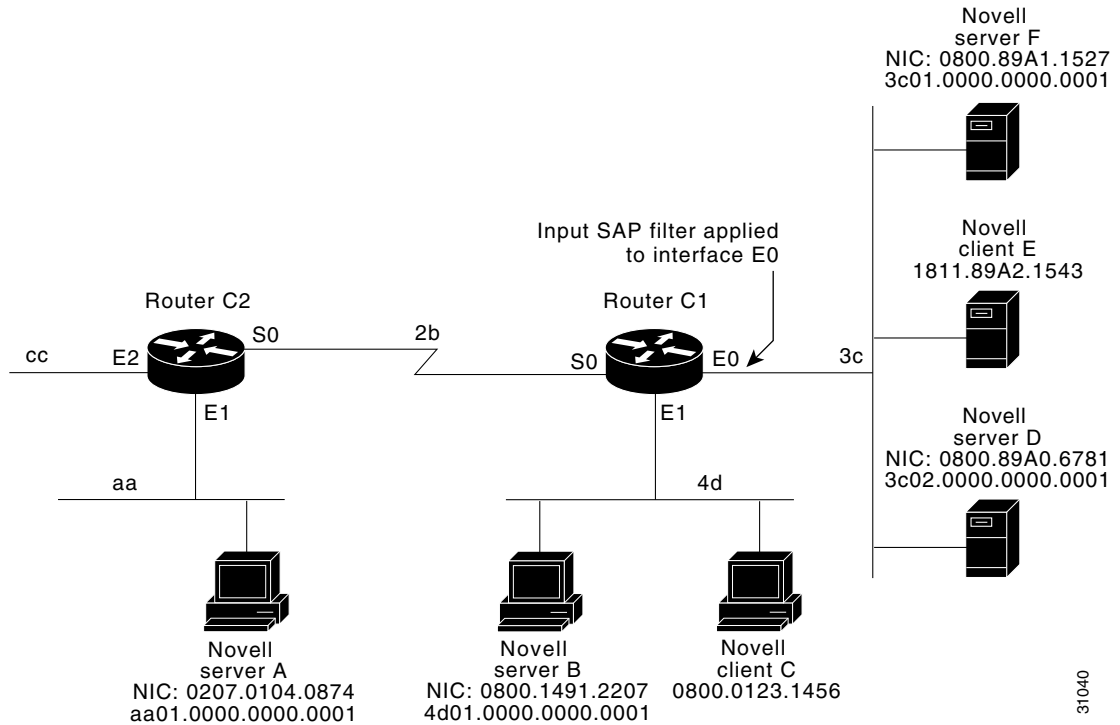 Novell
server F
NIC: 0800.89A1.1527
3c01.0000.0000.0001
Input SAP filter applied
to interface E0
Novell
client E
1811.89A2.1543
Router C2
Router C1
S0
2b
cc
E2
S0
E0
3c
E1
E1
Novell
server D
NIC: 0800.89A0.6781
3c02.0000.0000.0001
aa
4d
Novell
server A
NIC: 0207.0104.0874
aa01.0000.0000.0001
Novell
server B
NIC: 0800.1491.2207
4d01.0000.0000.0001
Novell
client C
0800.0123.1456
31040